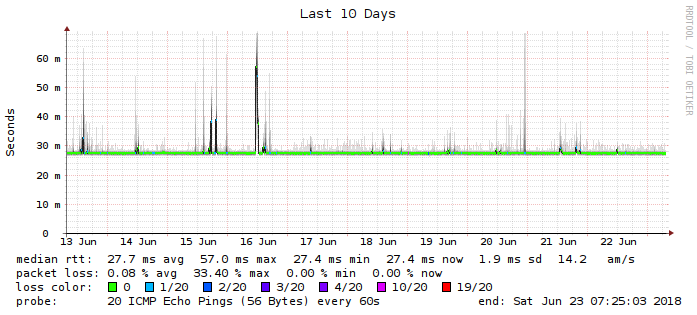 Last 10 Days
RRDTOOL / TOBI OETIKER
Seconds
60 m
50 m
40 m
30 m
20 m
10 m
0
13 Jun 14 Jun 15 Jun 16 Jun 17 Jun 18 Jun 19 Jun 20 Jun 21 Jun 22 Jun
median rtt: 27.7 ms avg 57.0 ms max 27.4 ms min 27.4 ms now 1.9 ms sd 14.2 am/s
packet loss: 0.08 % avg 33.40 % max 0.00 % min 0.00 % now
loss color: 0 1/20 2/20 3/20 4/20 10/20 19/20
probe: 20 ICMP Echo Pings (56 Bytes) every 60s end: Sat Jun 23 07:25:03 2018